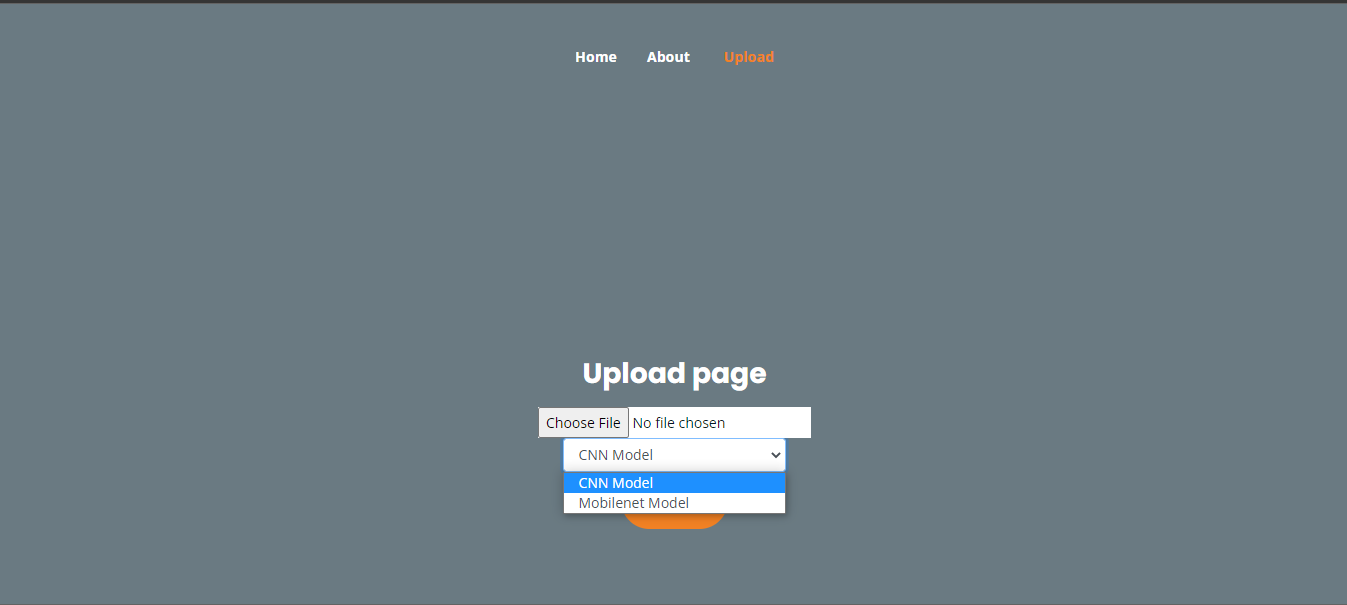 Home About Upload
Upload page
Choose File No file chosen
CNN Model
CNN Model
Mobilenet Model